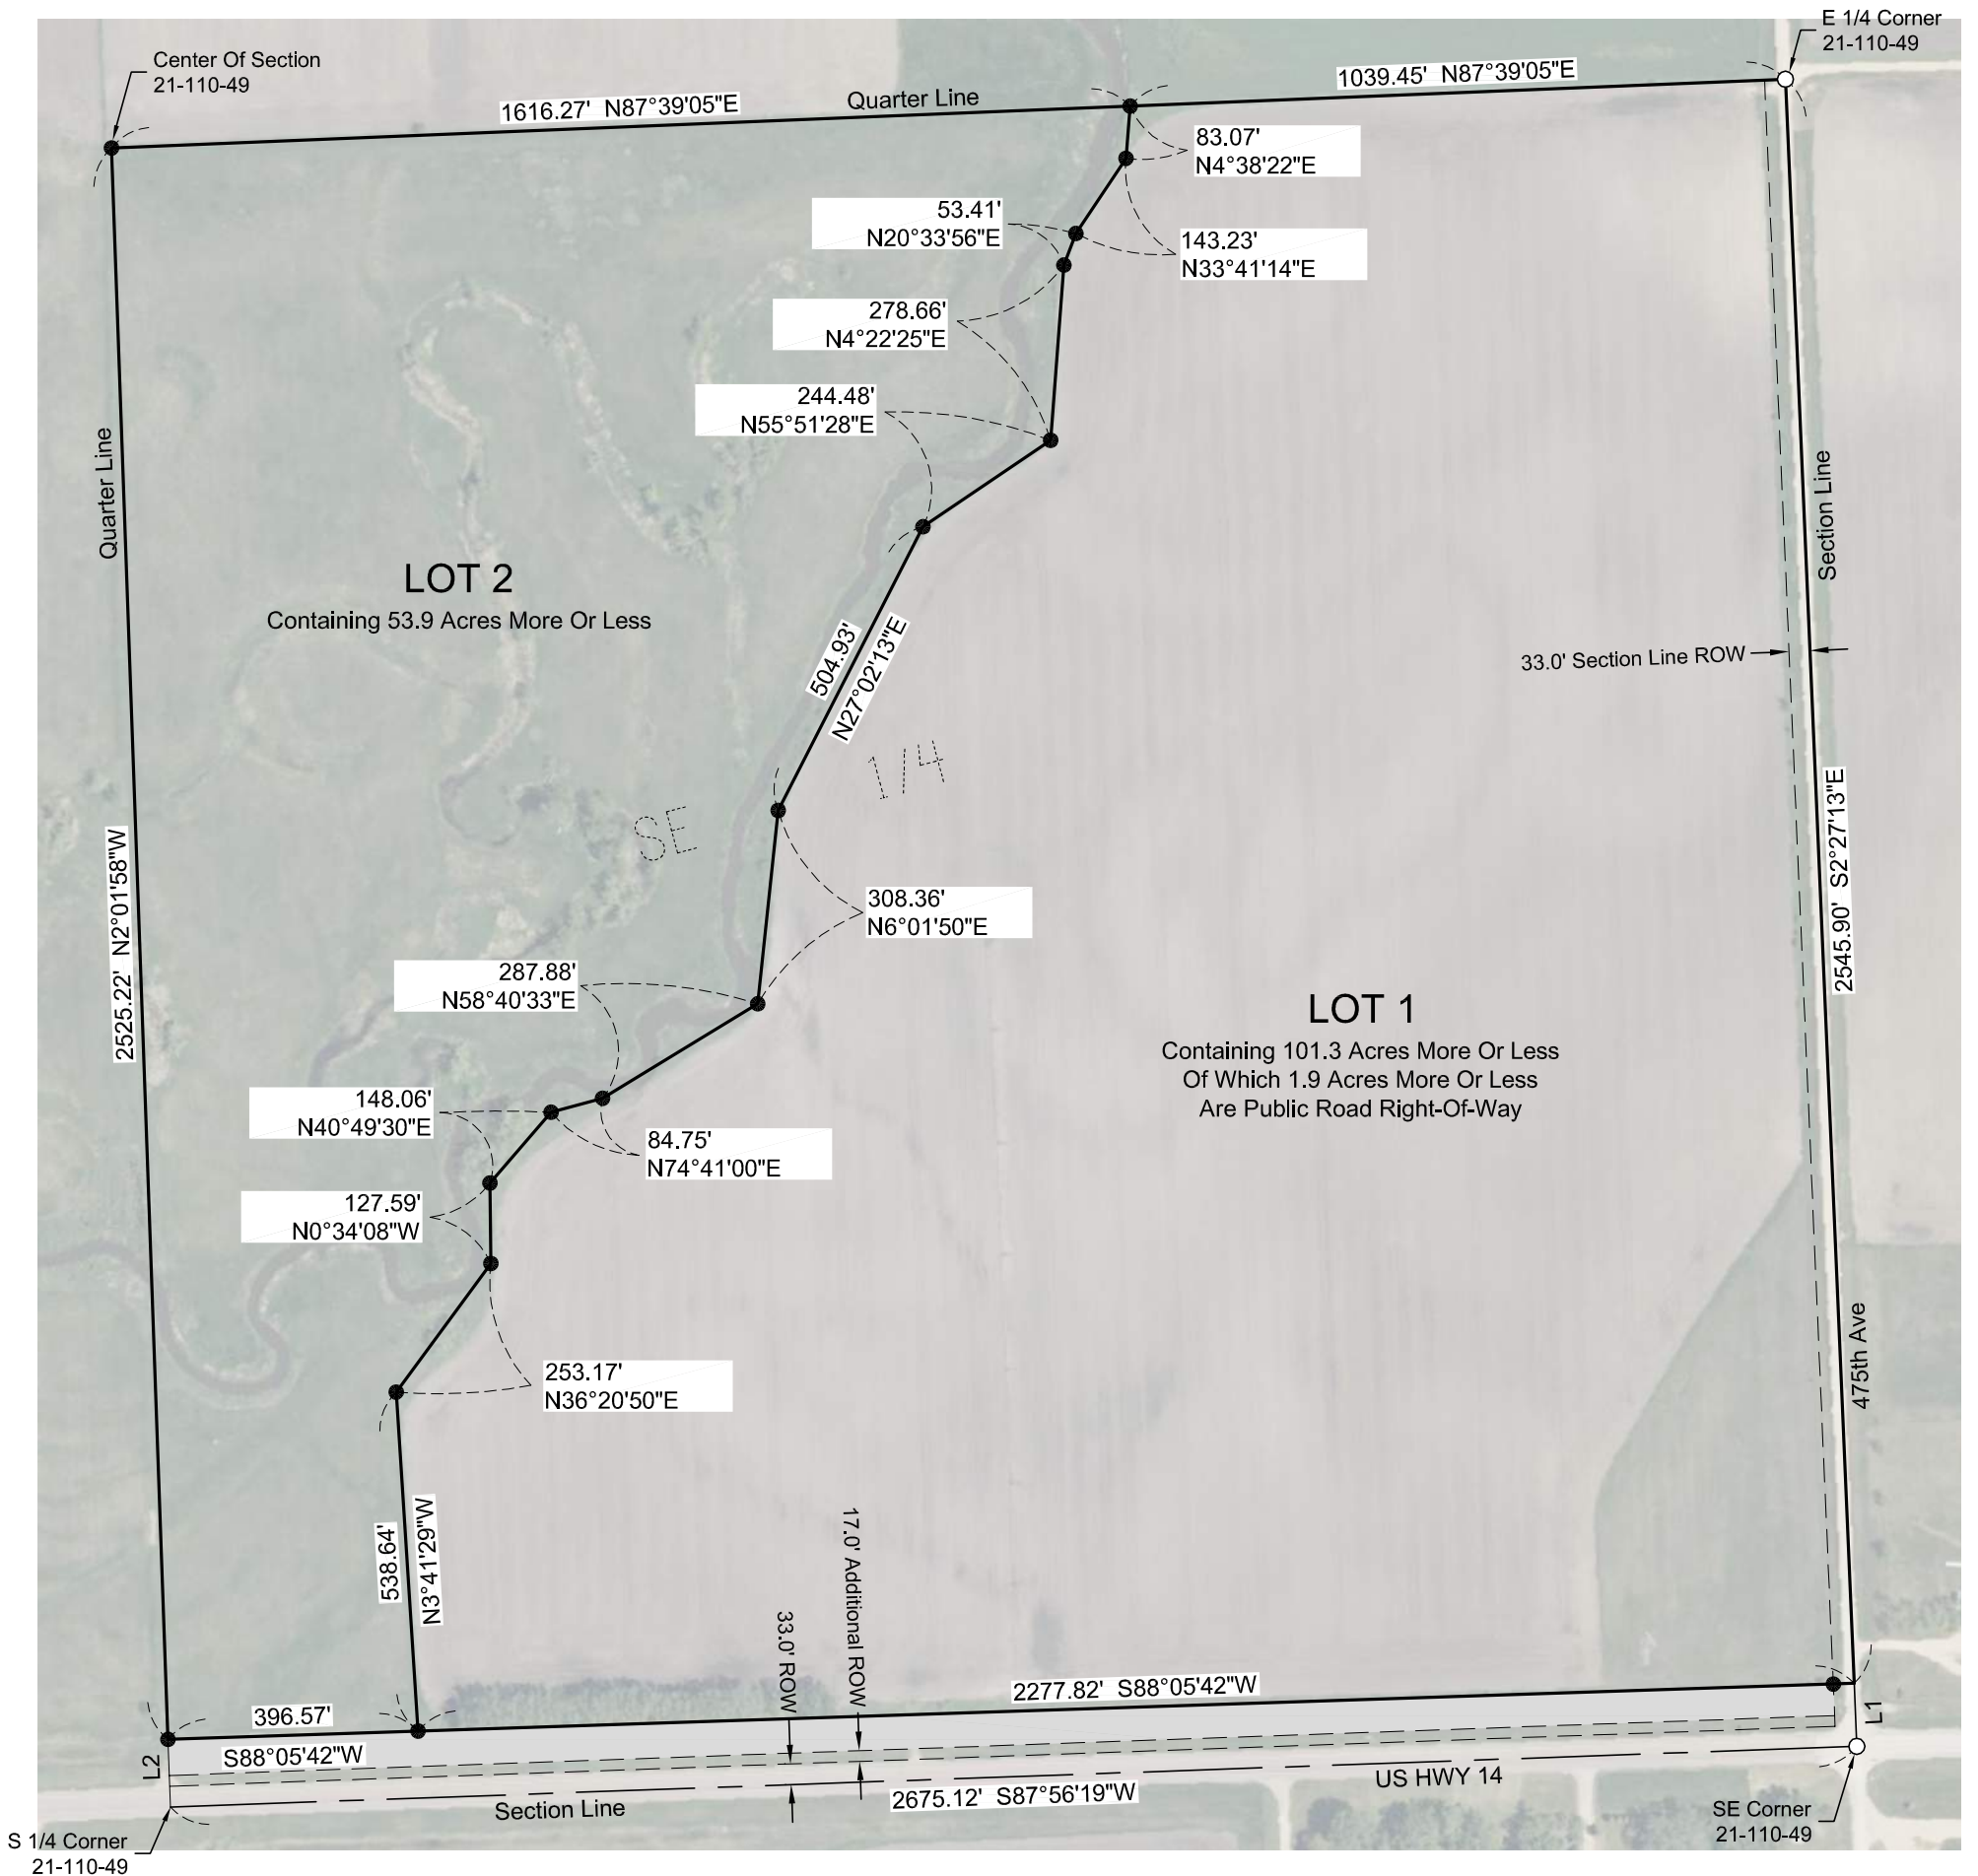 E 1/4 Corner
21-110-49
Center Of Section
21-110-49
1039.45' N87°39'05"E
Quarter Line
1616.27' N87°39'05"E
83.07'
N4°38'22"E
53.41'
N20°33'56"E
143.23'
N33°41'14"E
278.66'
N4°22'25"E
244.48'
N55°51'28"E
Quarter Line
Section Line
LOT 2
Containing 53.9 Acres More Or Less
504.93'
N27°02'13"E
33.0' Section Line ROW
SE 1/4
2525.22' N2°01'58"W
2545.90' S2°27'13"E
308.36'
N6°01'50"E
287.88'
N58°40'33"E
LOT 1
Containing 101.3 Acres More Or Less
Of Which 1.9 Acres More Or Less
Are Public Road Right-Of-Way
148.06'
N40°49'30"E
84.75'
N74°41'00"E
127.59'
N0°34'08"W
475th Ave
253.17'
N36°20'50"E
538.64'
N3°41'29"W
33.0' ROW
17.0' Additional ROW
2277.82' S88°05'42"W
396.57'
S88°05'42"W
L2
L1
US HWY 14
2675.12' S87°56'19"W
Section Line
SE Corner
21-110-49
S 1/4 Corner
21-110-49